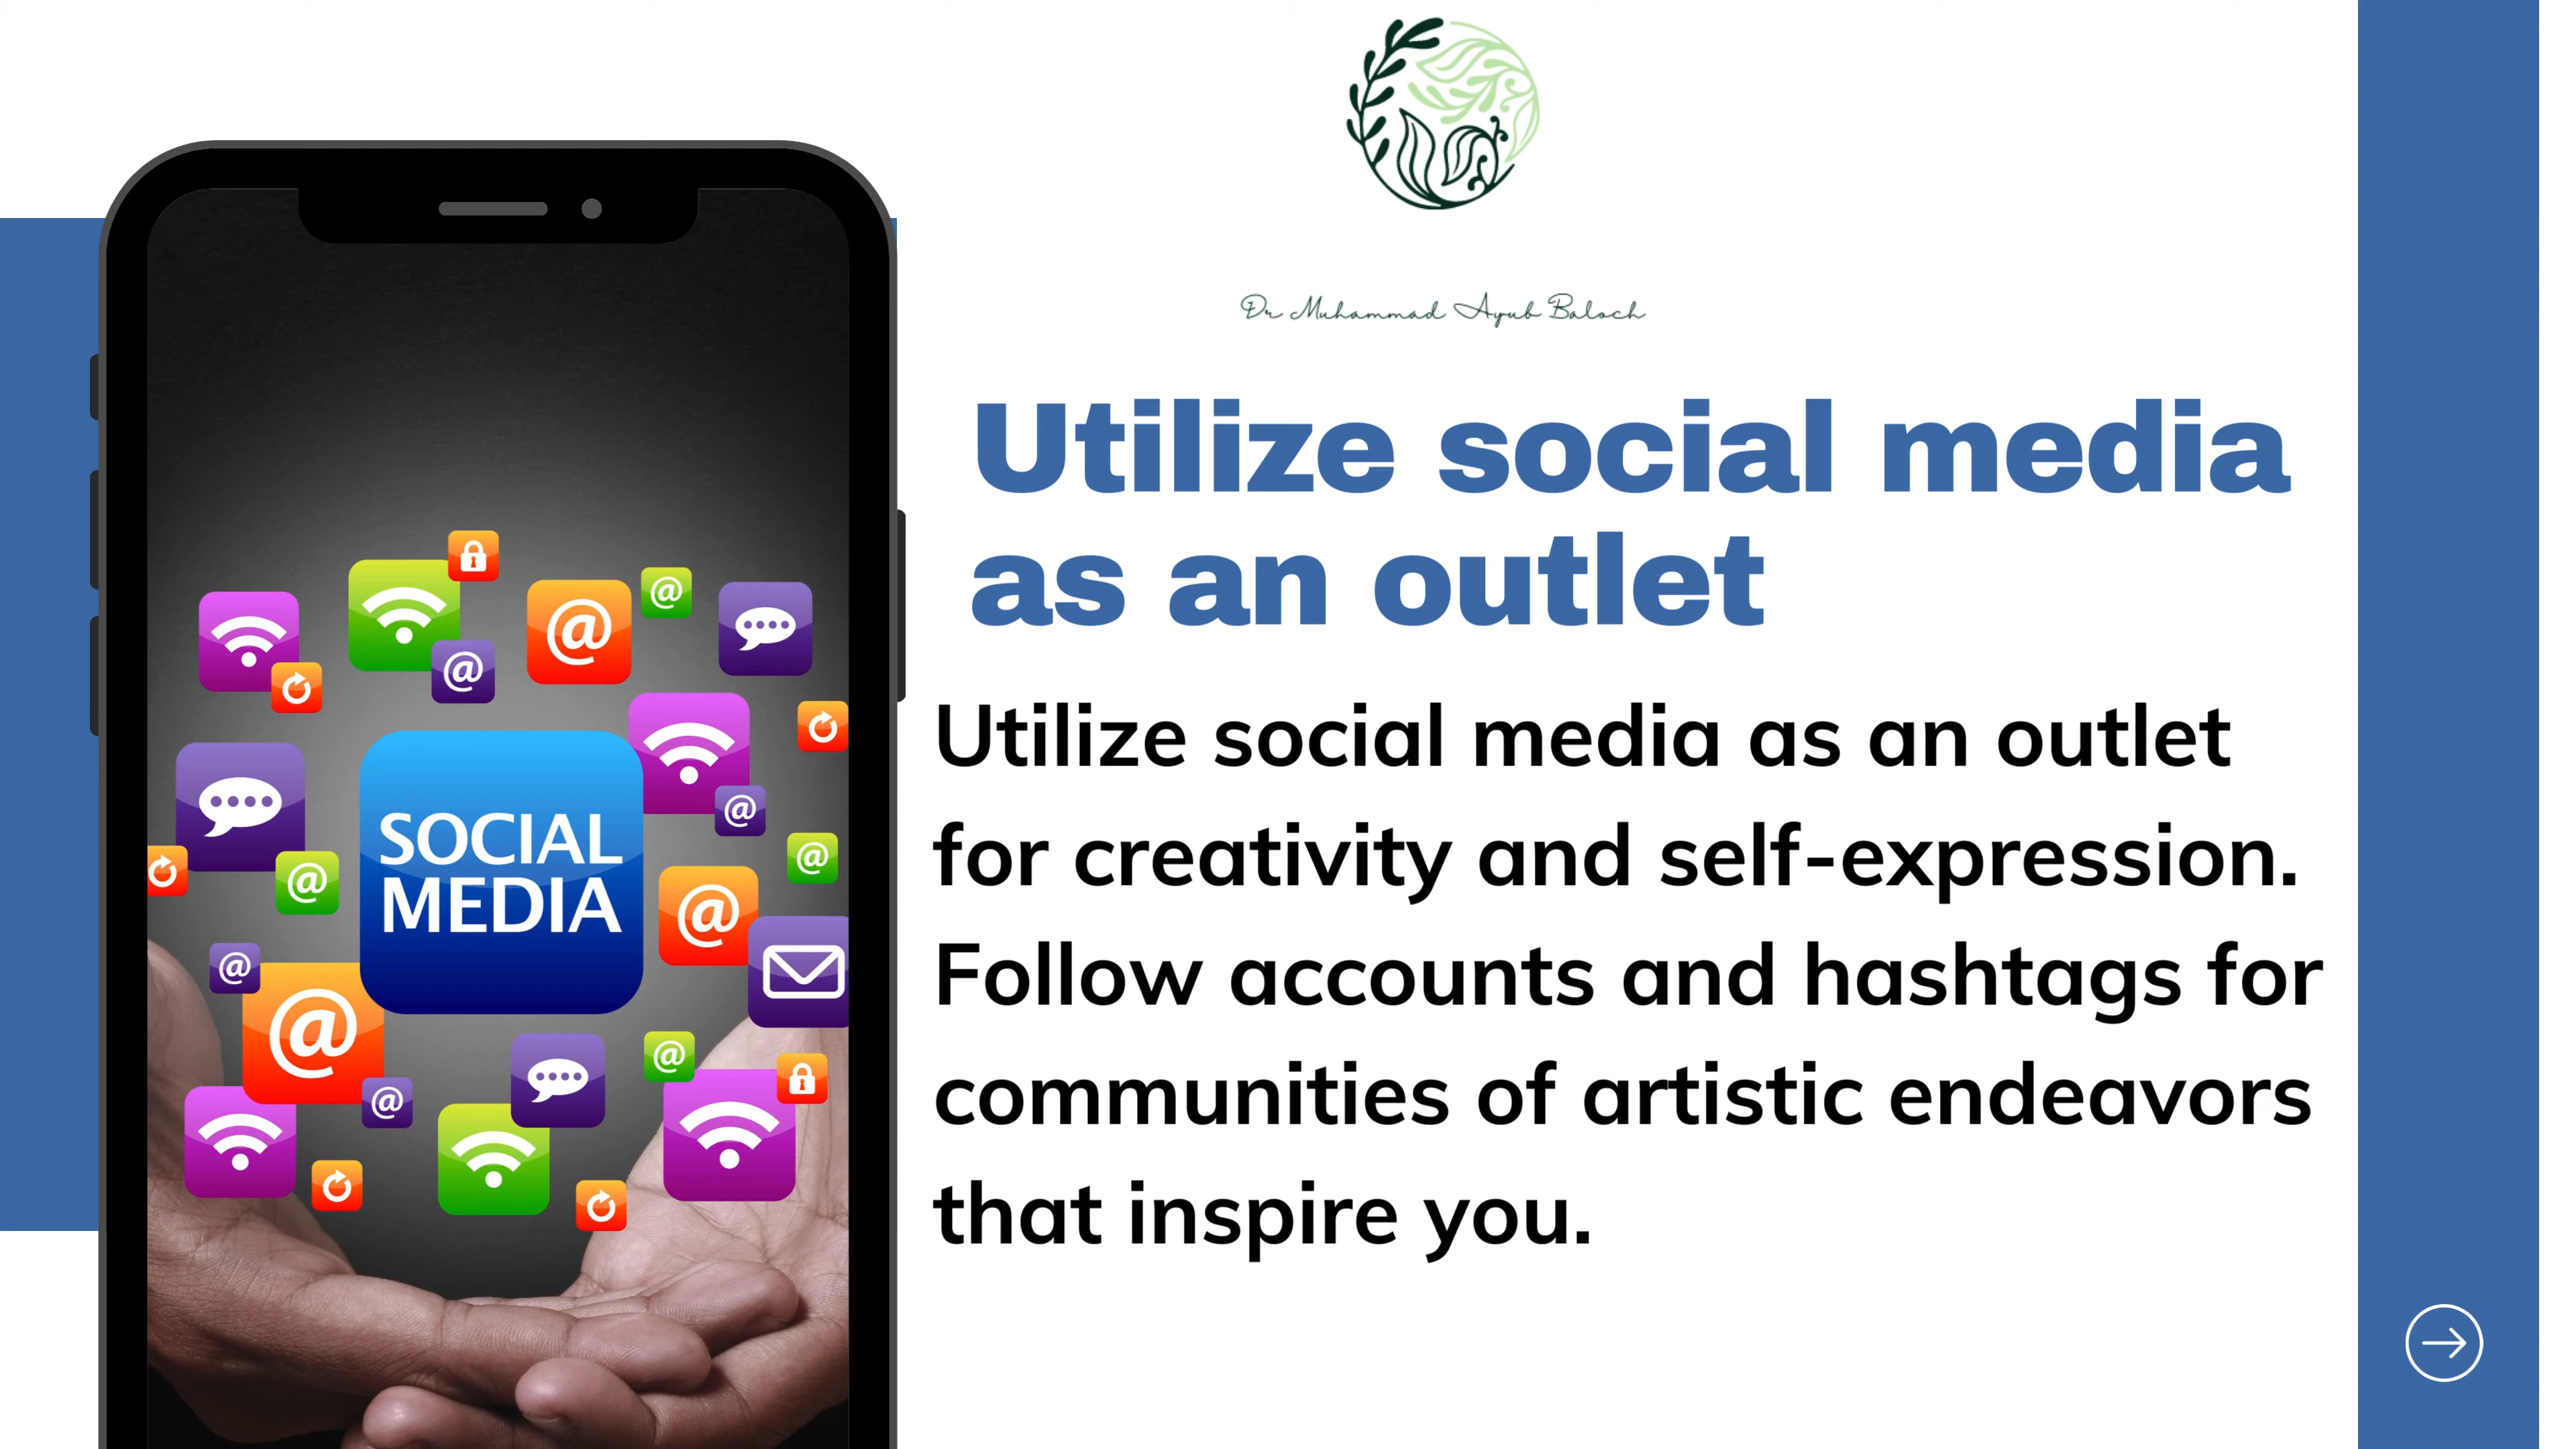 Dr Muhammad Ayub Baloch
Utilize social media
as an outlet
Utilize social media as an outlet
for creativity and self-expression.
Follow accounts and hashtags for
communities of artistic endeavors
that inspire you.
SOCIAL
MEDIA